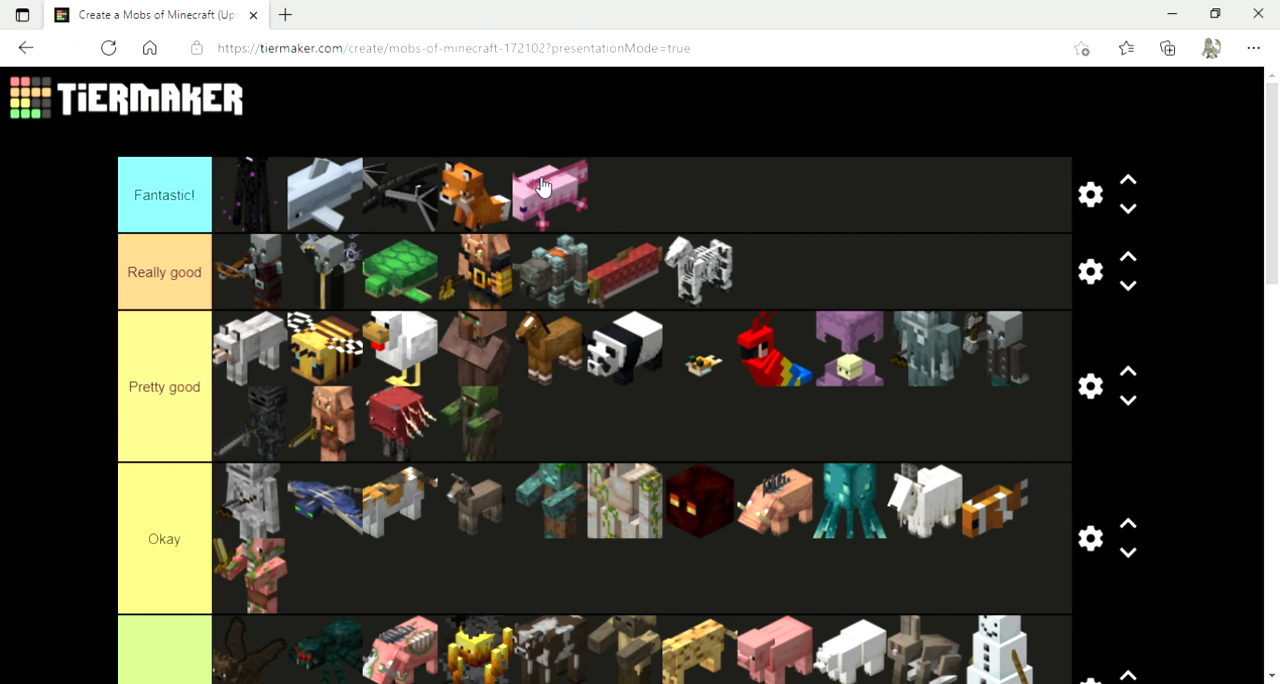 Create a Mobs of Minecraft (Up
https://tiermaker.com/create/mobs-of-minecraft-172102?presentationMode=true
TiERMAKER
Fantastic!
Really good
Pretty good
Okay